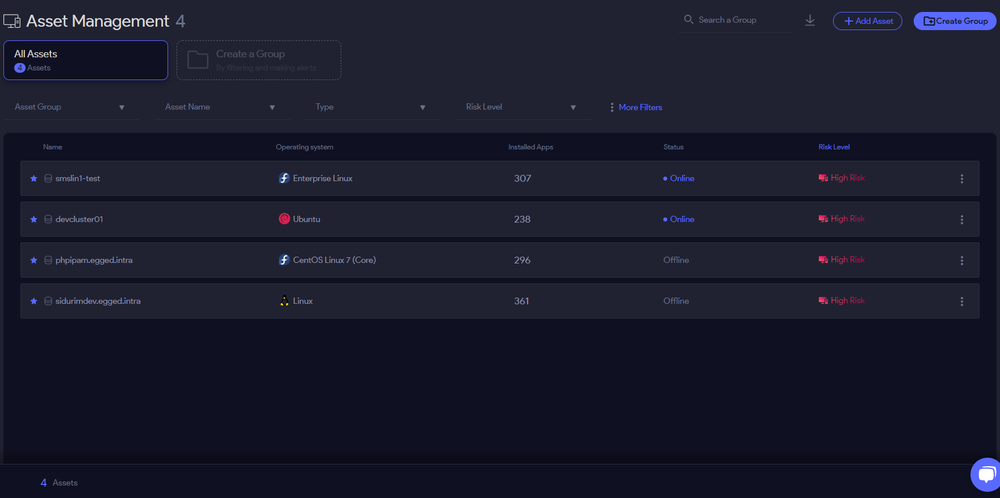 Asset Management 4
Search a Group
Add Asset
Create Group
All Assets
4 Assets
Create a Group
By filtering and making alerts
Asset Group
Asset Name
Type
Risk Level
More Filters
Name Operating system Installed Apps Status Risk Level
smslin1-test Enterprise Linux 307 Online High Risk
devcluster01 Ubuntu 238 Online High Risk
phpipam.egged.intra CentOS Linux 7 (Core) 296 Offline High Risk
sidurimdev.egged.intra Linux 361 Offline High Risk
4 Assets